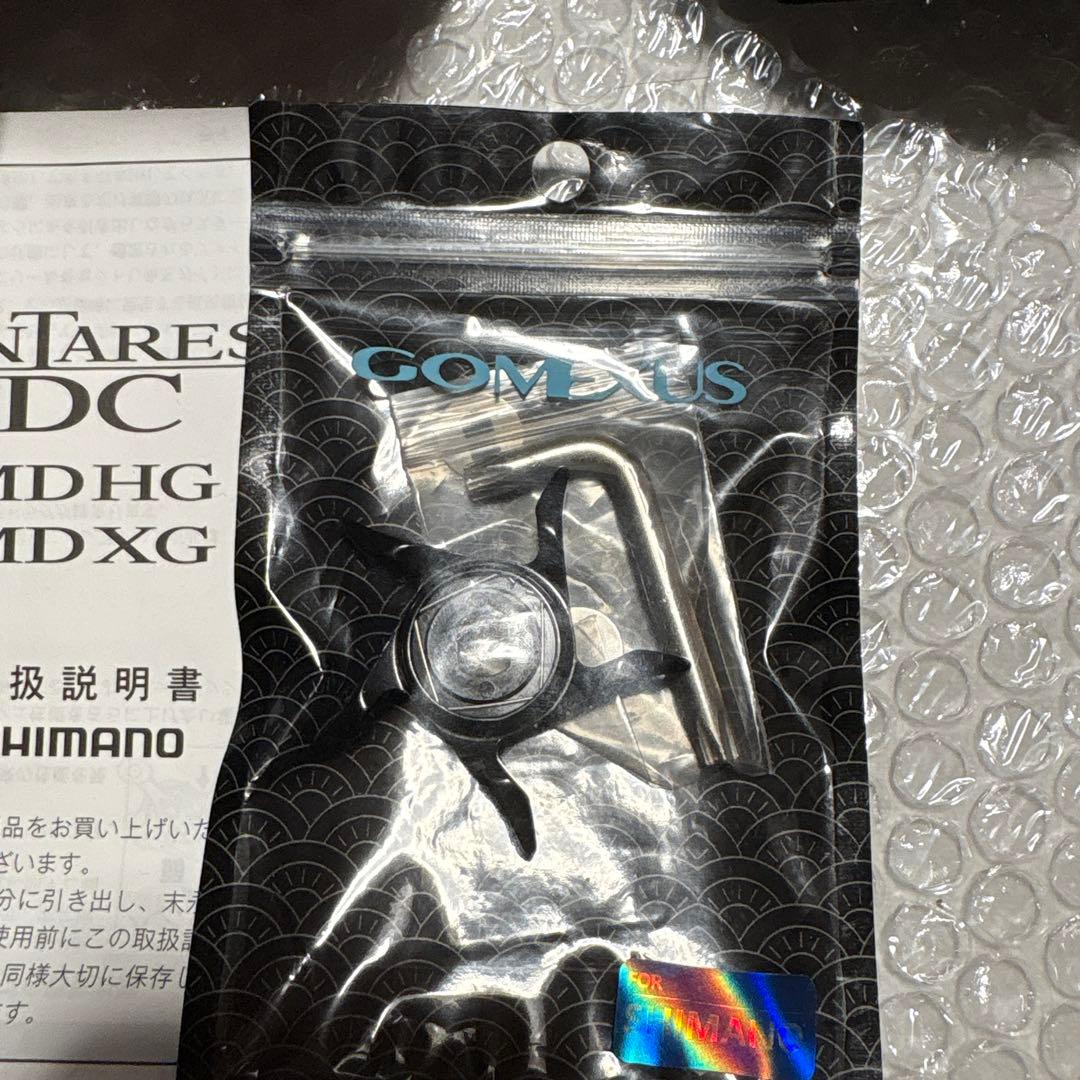 NTARES
DC
MD HG
MD XG
扱説明書
HIMANO
品をお買い上げいた
ざいます。
分に引き出し、末永
使用前にこの取扱説
同様大切に保存し
す。
GOMEXUS
FOR
SHIMANO